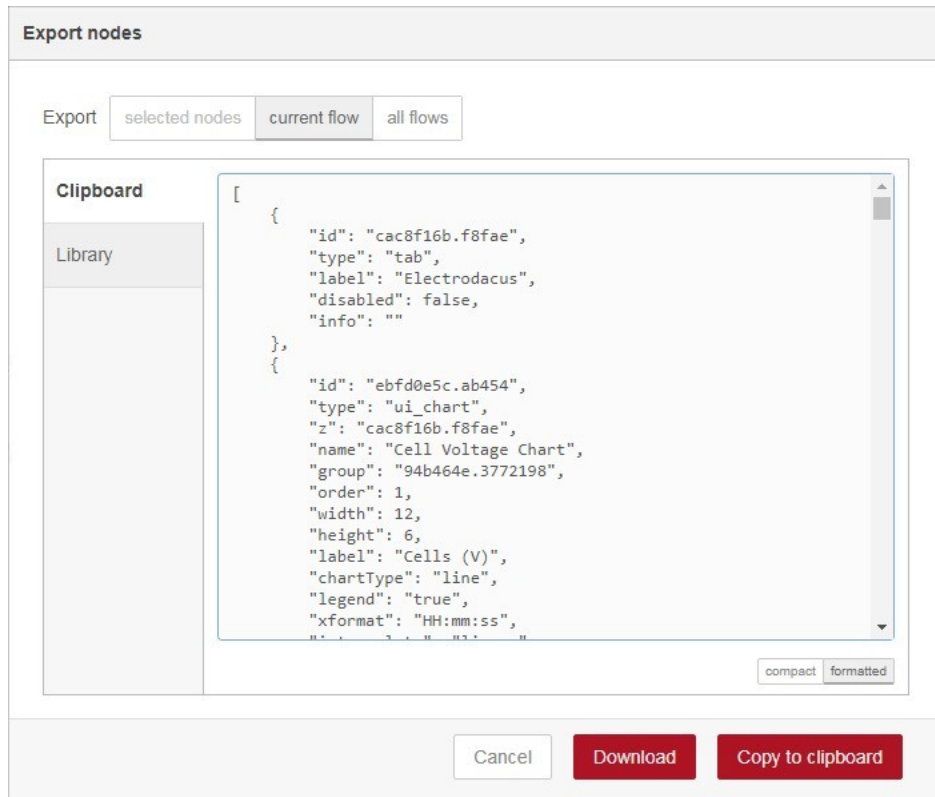 Export nodes
Export selected nodes current flow all flows
Clipboard
Library
[
{
"id": "cac8f16b.f8fae",
"type": "tab",
"label": "Electrodacus",
"disabled": false,
"info": ""
},
{
"id": "ebfd0e5c.ab454",
"type": "ui_chart",
"z": "cac8f16b.f8fae",
"name": "Cell Voltage Chart",
"group": "94b464e.3772198",
"order": 1,
"width": 12,
"height": 6,
"label": "Cells (V)",
"chartType": "line",
"legend": "true",
"xformat": "HH:mm:ss",
compact formatted
Cancel Download Copy to clipboard